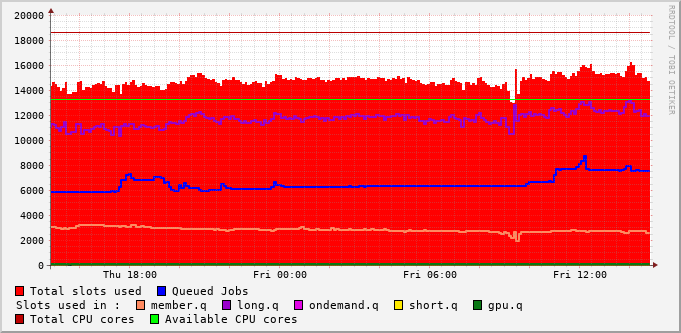 20000
18000
16000
14000
12000
10000
8000
6000
4000
2000
0
Thu 18:00 Fri 00:00 Fri 06:00 Fri 12:00
RRDTOOL / TOBI OETIKER
Total slots used Queued Jobs
Slots used in : member.q long.q ondemand.q short.q gpu.q
Total CPU cores Available CPU cores